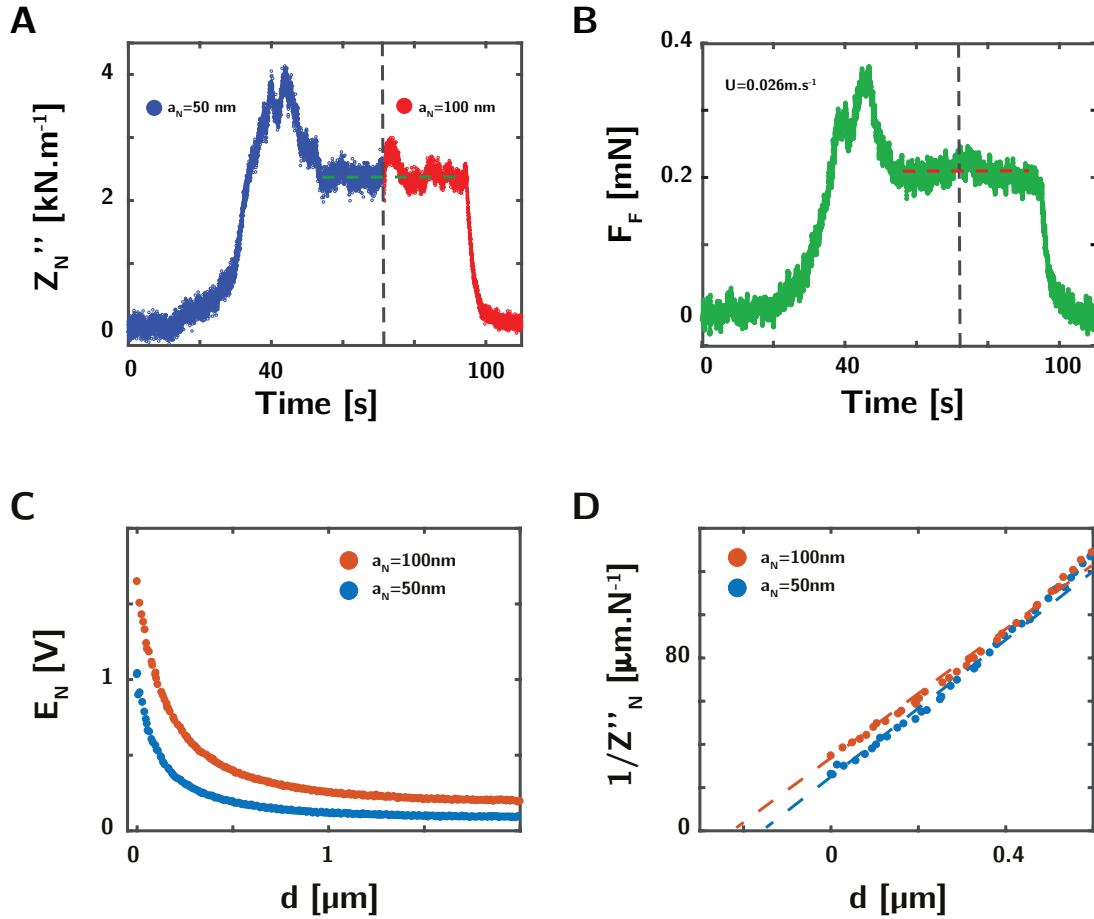 A
Z_N'' [kN.m⁻¹]
4
2
0
a_N=50 nm
a_N=100 nm
0
40
100
Time [s]
B
F_F [mN]
0.4
0.2
0
U=0.026m.s⁻¹
0
40
100
Time [s]
C
E_N [V]
1
0
a_N=100nm
a_N=50nm
0
1
d [μm]
D
1/Z''_N [μm.N⁻¹]
80
0
a_N=100nm
a_N=50nm
0
0.4
d [μm]